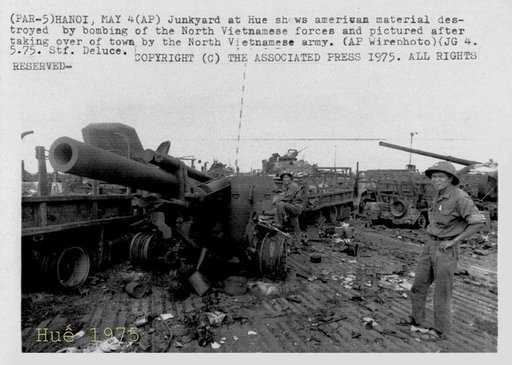 (PAR-5)HANOI, MAY 4(AP) Junkyard at Hue shows american material des-
troyed by bombing of the North Vietnamese forces and pictured after
taking over of town by the North Vietnamese army. (AP Wirephoto)(JG 4.
5.75. Stf. Deluce. COPYRIGHT (C) THE ASSOCIATED PRESS 1975. ALL RIGHTS
RESERVED—
Huế 1975